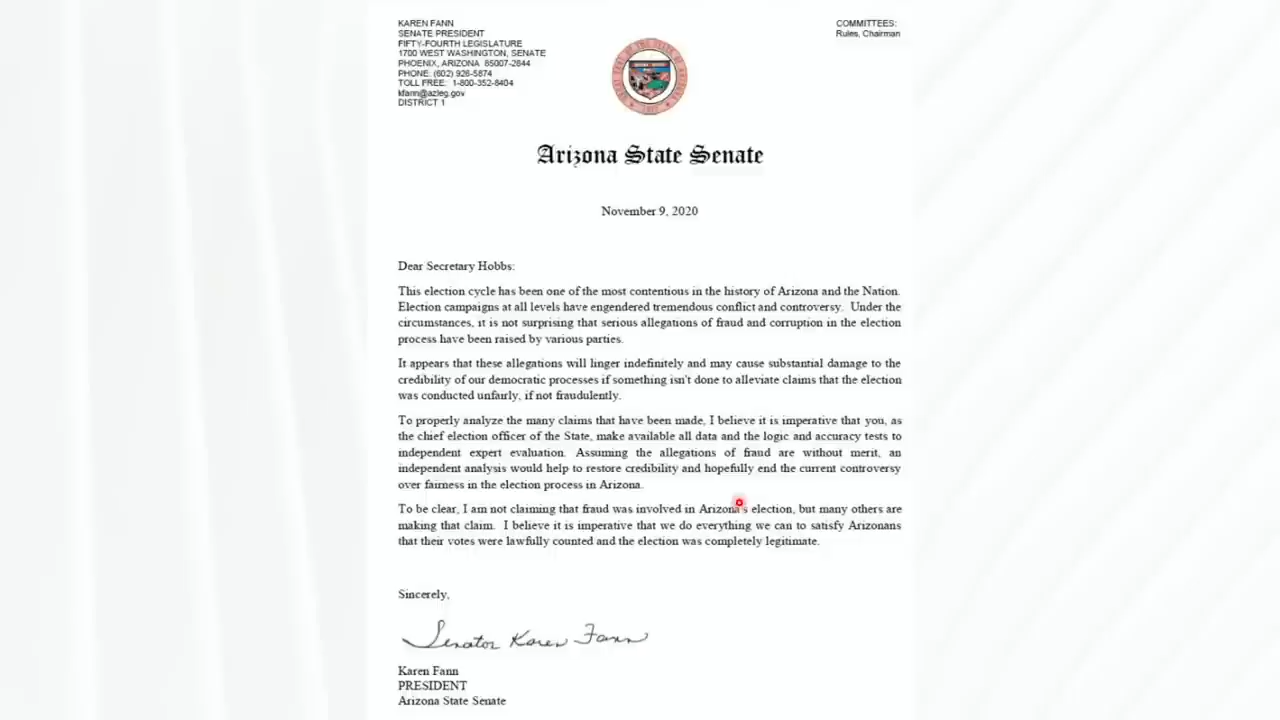 KAREN FANN
SENATE PRESIDENT
FIFTY-FOURTH LEGISLATURE
1700 WEST WASHINGTON, SENATE
PHOENIX, ARIZONA 85007-2844
PHONE: (602) 926-5874
TOLL FREE: 1-800-352-8404
kfann@azleg.gov
DISTRICT 1
COMMITTEES:
Rules, Chairman
Arizona State Senate
November 9, 2020
Dear Secretary Hobbs:
This election cycle has been one of the most contentious in the history of Arizona and the Nation.
Election campaigns at all levels have engendered tremendous conflict and controversy. Under the
circumstances, it is not surprising that serious allegations of fraud and corruption in the election
process have been raised by various parties.
It appears that these allegations will linger indefinitely and may cause substantial damage to the
credibility of our democratic processes if something isn't done to alleviate claims that the election
was conducted unfairly, if not fraudulently.
To properly analyze the many claims that have been made, I believe it is imperative that you, as
the chief election officer of the State, make available all data and the logic and accuracy tests to
independent expert evaluation. Assuming the allegations of fraud are without merit, an
independent analysis would help to restore credibility and hopefully end the current controversy
over fairness in the election process in Arizona.
To be clear, I am not claiming that fraud was involved in Arizona's election, but many others are
making that claim. I believe it is imperative that we do everything we can to satisfy Arizonans
that their votes were lawfully counted and the election was completely legitimate.
Sincerely,
Senator Karen Fann
Karen Fann
PRESIDENT
Arizona State Senate